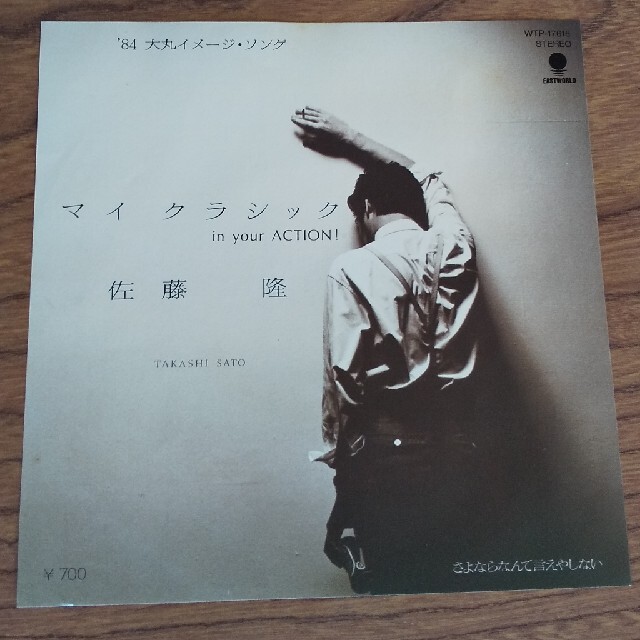 '84 大丸イメージ・ソング
STEREO
EASTWORLD
マイ クラシック
in your ACTION!
佐藤 隆
TAKASHI SATO
¥700
さよならなんて言えやしない